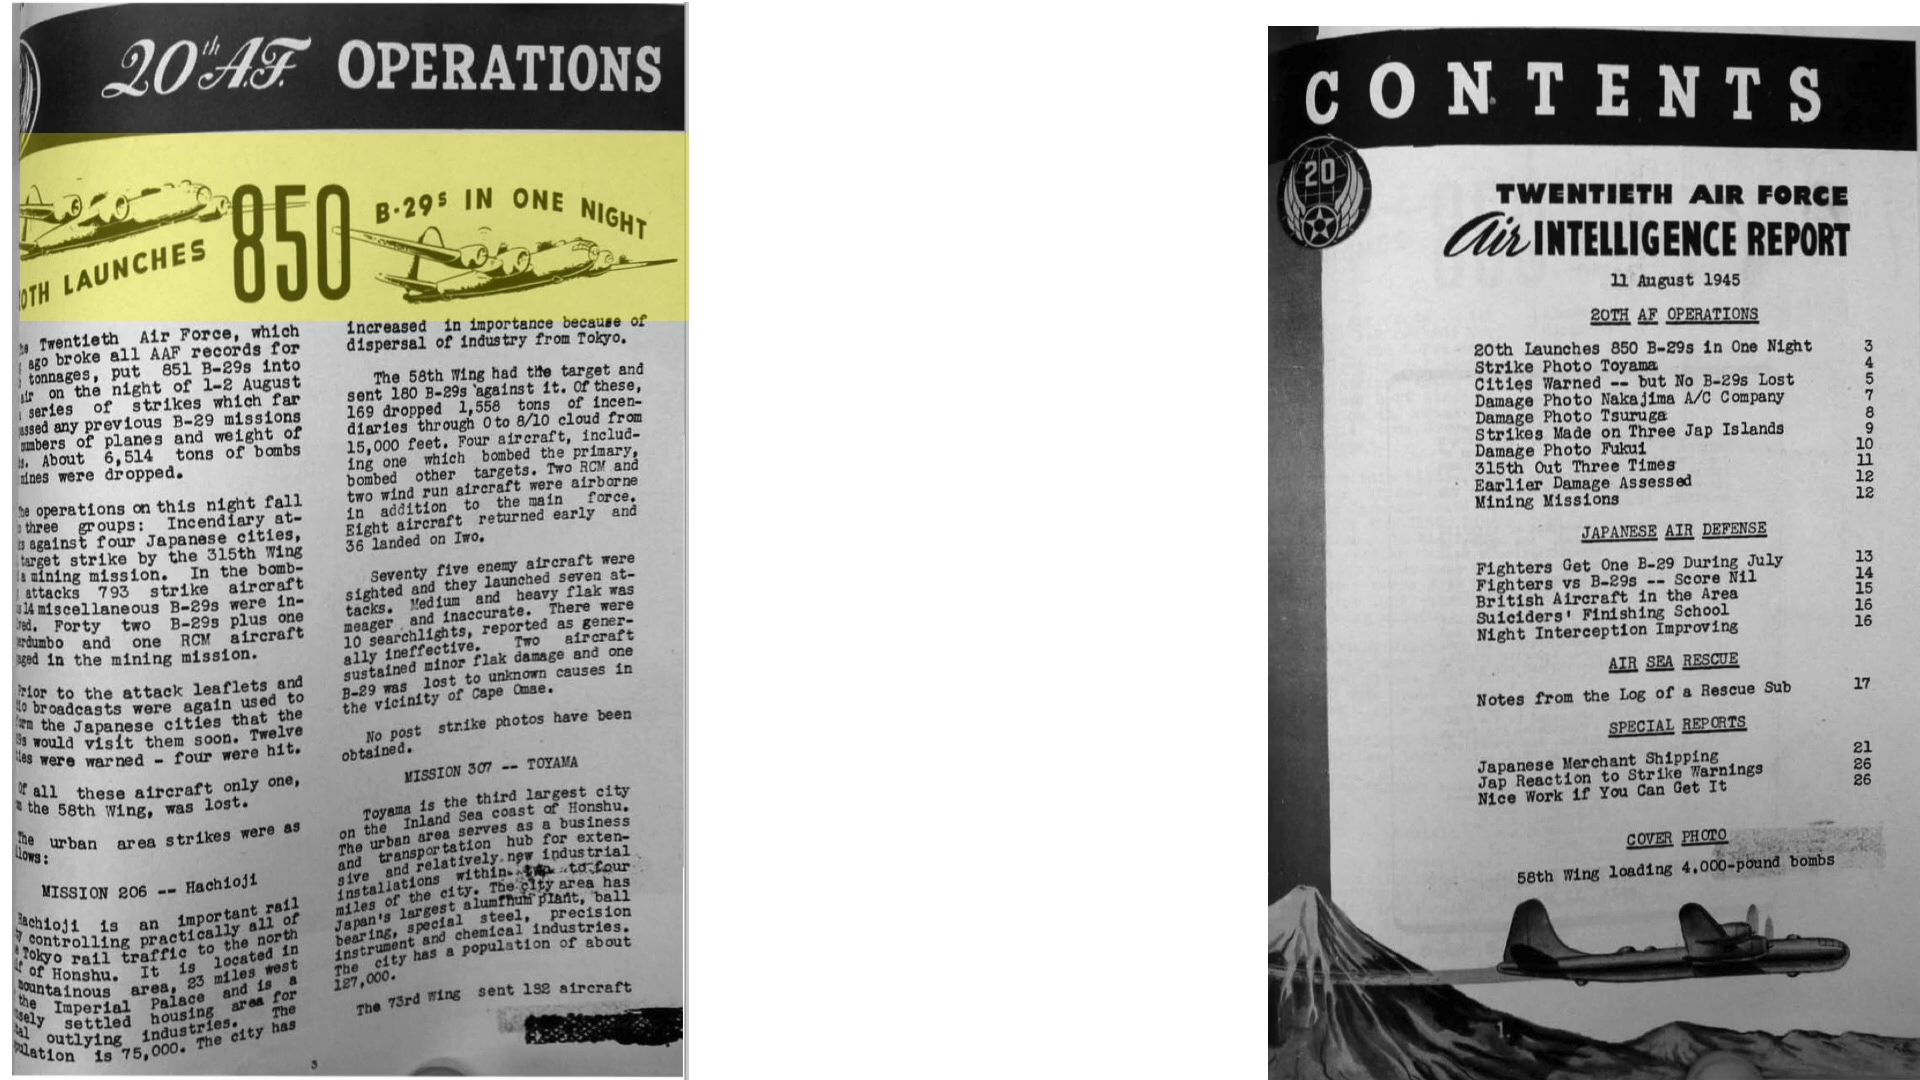 20th A.F. OPERATIONS
20TH LAUNCHES 850 B-29s IN ONE NIGHT
Twentieth Air Force, which
ago broke all AAF records for
tonnages, put 851 B-29s into
air on the night of 1-2 August
series of strikes which far
any previous B-29 missions
numbers of planes and weight of
About 6,514 tons of bombs
mines were dropped.
The operations on this night fall
three groups: Incendiary at-
against four Japanese cities,
target strike by the 315th Wing
a mining mission. In the bomb-
attacks 793 strike aircraft
14 miscellaneous B-29s were in-
Forty two B-29s plus one
and one RCM aircraft
in the mining mission.
Prior to the attack leaflets and
broadcasts were again used to
the Japanese cities that the
would visit them soon. Twelve
were warned - four were hit.
Of all these aircraft only one,
the 58th Wing, was lost.
The urban area strikes were as
MISSION 206 -- Hachioji
Hachioji is an important rail
controlling practically all of
Tokyo rail traffic to the north
of Honshu. It is located in
mountainous area, 23 miles west
the Imperial Palace and is a
settled housing area for
outlying industries. The
is 75,000. The city has
3
increased in importance because of
dispersal of industry from Tokyo.
The 58th Wing had the target and
sent 180 B-29s against it. Of these,
169 dropped 1,558 tons of incen-
diaries through 0 to 8/10 cloud from
15,000 feet. Four aircraft, includ-
ing one which bombed the primary,
bombed other targets. Two RCM and
two wind run aircraft were airborne
in addition to the main force.
Eight aircraft returned early and
36 landed on Iwo.
Seventy five enemy aircraft were
sighted and they launched seven at-
tacks. Medium and heavy flak was
meager and inaccurate. There were
10 searchlights, reported as gener-
ally ineffective. Two aircraft
sustained minor flak damage and one
B-29 was lost to unknown causes in
the vicinity of Cape Omae.
No post strike photos have been
obtained.
MISSION 307 -- TOYAMA
Toyama is the third largest city
on the Inland Sea coast of Honshu.
The urban area serves as a business
and transportation hub for exten-
sive and relatively new industrial
installations within two to four
miles of the city. The city area has
Japan's largest aluminum plant, ball
bearing, special steel, precision
instrument and chemical industries.
The city has a population of about
127,000.
The 73rd Wing sent 182 aircraft
CONTENTS
20
TWENTIETH AIR FORCE
Air INTELLIGENCE REPORT
11 August 1945
20TH AF OPERATIONS
20th Launches 850 B-29s in One Night 3
Strike Photo Toyama 4
Cities Warned -- but No B-29s Lost 5
Damage Photo Nakajima A/C Company 7
Damage Photo Tsuruga 8
Strikes Made on Three Jap Islands 9
Damage Photo Fukui 10
315th Out Three Times 11
Earlier Damage Assessed 12
Mining Missions 12
JAPANESE AIR DEFENSE
Fighters Get One B-29 During July 13
Fighters vs B-29s -- Score Nil 14
British Aircraft in the Area 15
Suiciders' Finishing School 16
Night Interception Improving 16
AIR SEA RESCUE
Notes from the Log of a Rescue Sub 17
SPECIAL REPORTS
Japanese Merchant Shipping 21
Jap Reaction to Strike Warnings 26
Nice Work if You Can Get It 26
COVER PHOTO
58th Wing loading 4,000-pound bombs
1